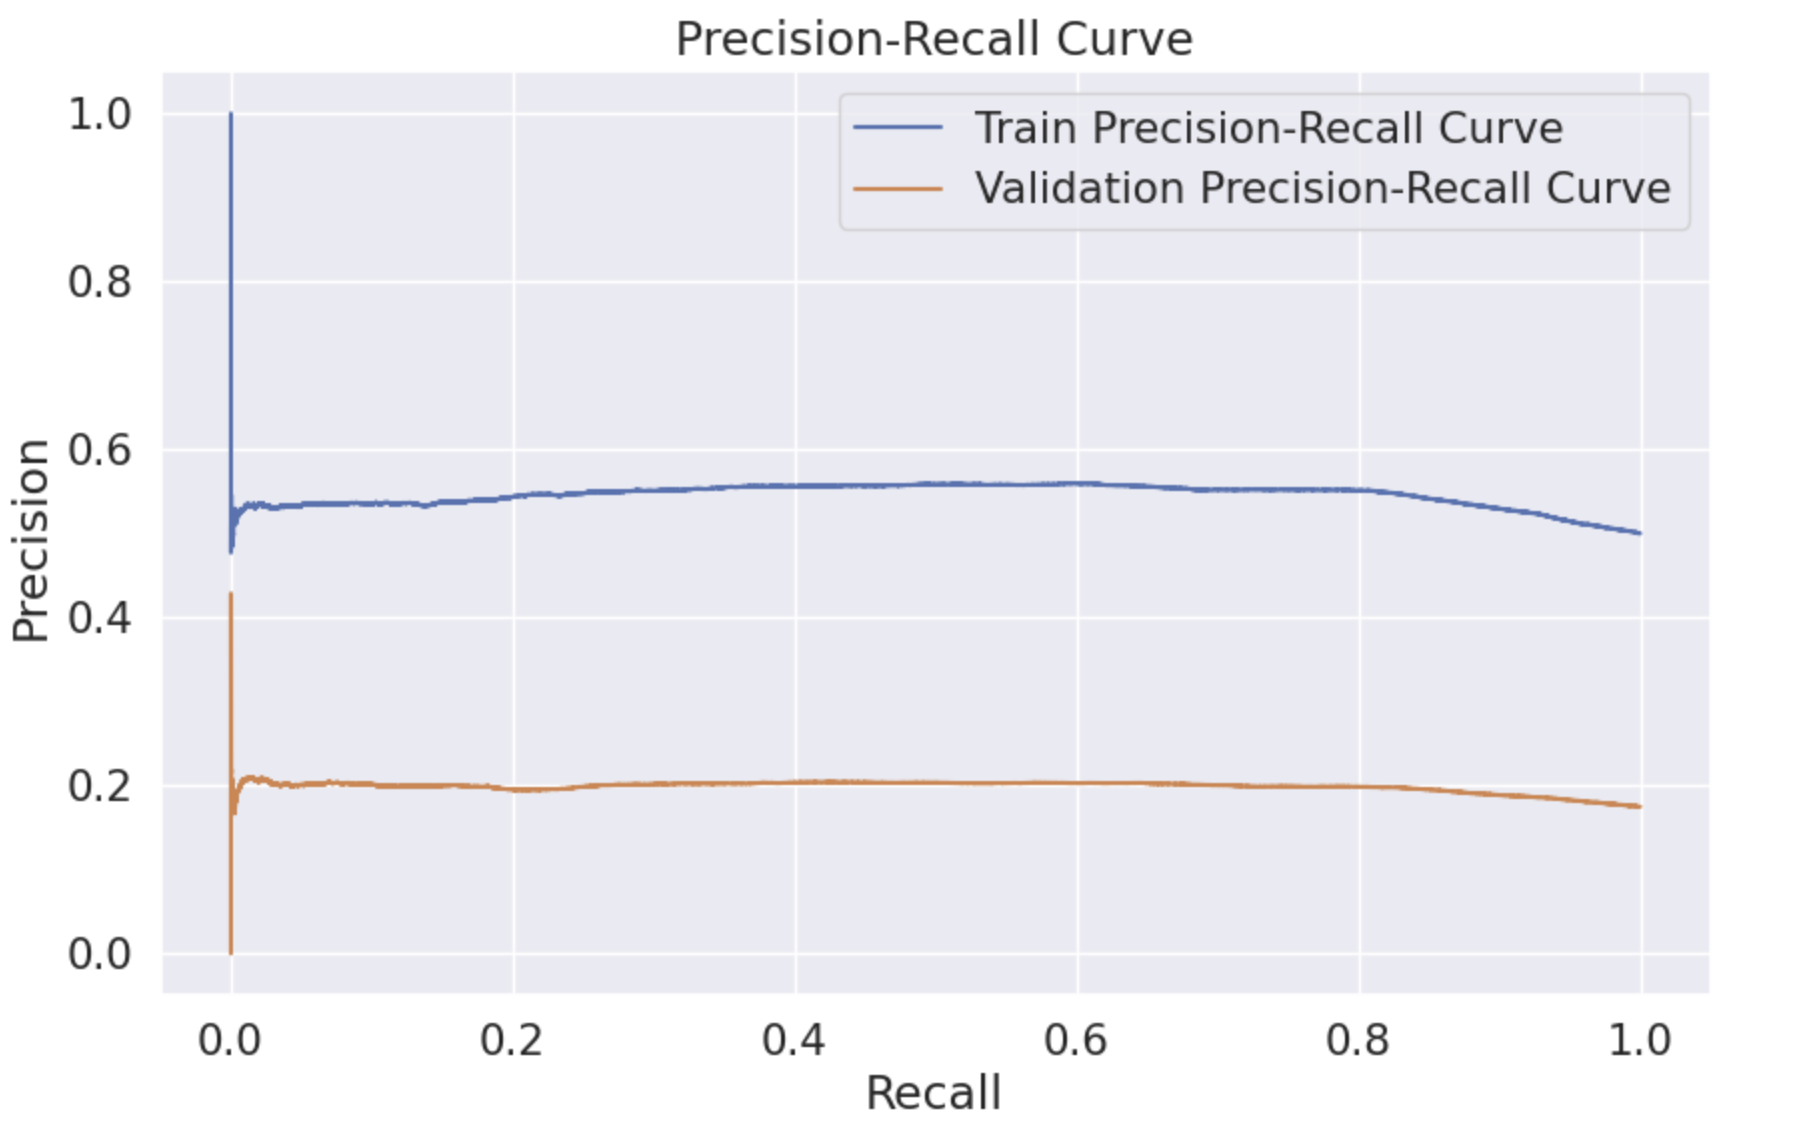 Precision-Recall Curve
Train Precision-Recall Curve
Validation Precision-Recall Curve
1.0
0.8
0.6
0.4
0.2
0.0
Precision
0.0 0.2 0.4 0.6 0.8 1.0
Recall